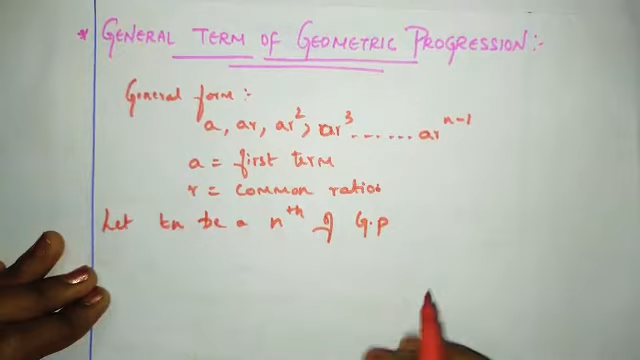 * GENERAL TERM OF GEOMETRIC PROGRESSION:-
General form:-
a, ar, ar², ar³ ....... arⁿ⁻¹
a = first term
r = common ratio
Let tn be a nᵗʰ of G.P